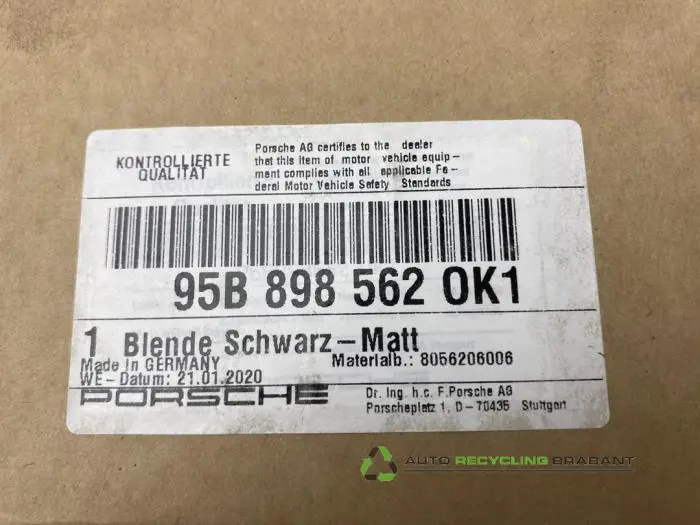 KONTROLLIERTE
QUALITÄT
Porsche AG certifies to the dealer
that this item of motor vehicle equip-
ment complies with all applicable Fe-
deral Motor Vehicle Safety Standards
95B 898 562 0K1
1 Blende Schwarz-Matt
Made In GERMANY
Materialb.: 8056206006
WE-Datum: 21.01.2020
PORSCHE
Dr. Ing. h.c. F.Porsche AG
Porscheplatz 1, D-70435 Stuttgart
AUTO RECYCLING BRABANT